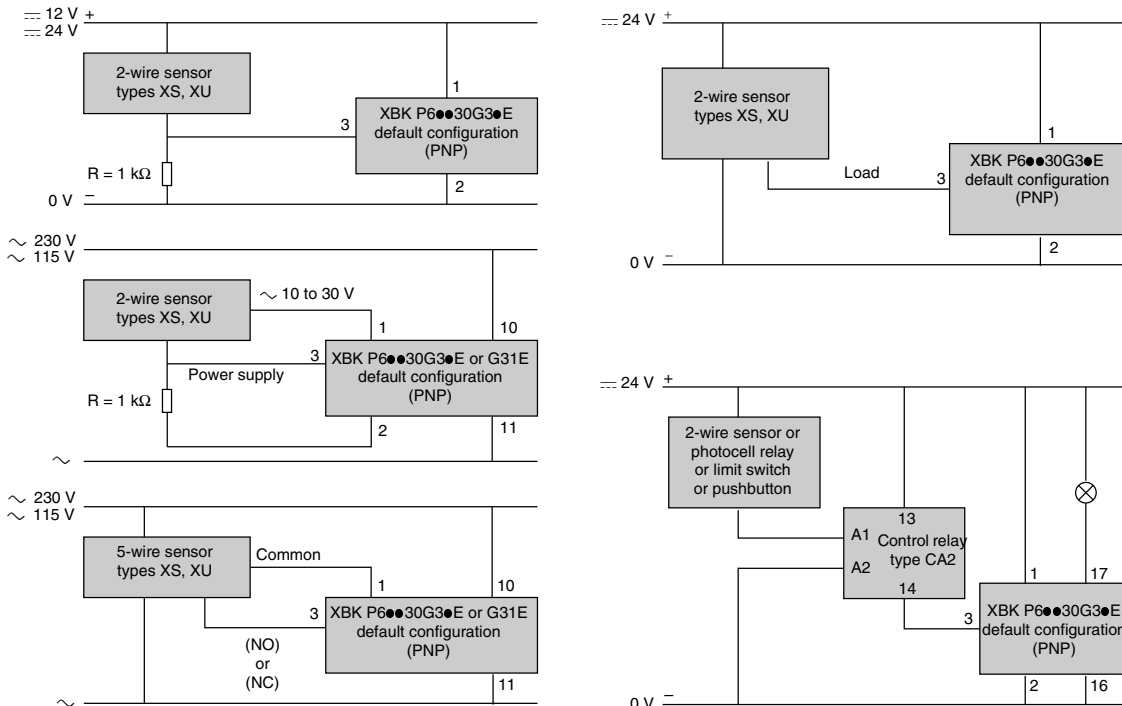 ⎓ 12 V +
⎓ 24 V
2-wire sensor
types XS, XU
1
3
XBK P6●●30G3●E
default configuration
(PNP)
R = 1 kΩ
2
0 V −
∼ 230 V
∼ 115 V
2-wire sensor
types XS, XU
∼ 10 to 30 V
1
10
3
XBK P6●●30G3●E or G31E
default configuration
(PNP)
Power supply
R = 1 kΩ
2
11
∼
∼ 230 V
∼ 115 V
5-wire sensor
types XS, XU
Common
1
10
3
XBK P6●●30G3●E or G31E
default configuration
(PNP)
(NO)
or
(NC)
11
∼
⎓ 24 V +
2-wire sensor
types XS, XU
1
Load
3
XBK P6●●30G3●E
default configuration
(PNP)
2
0 V −
⎓ 24 V +
2-wire sensor or
photocell relay
or limit switch
or pushbutton
13
A1
Control relay
type CA2
A2
14
1
17
3
XBK P6●●30G3●E
default configuration
(PNP)
2
16
0 V −